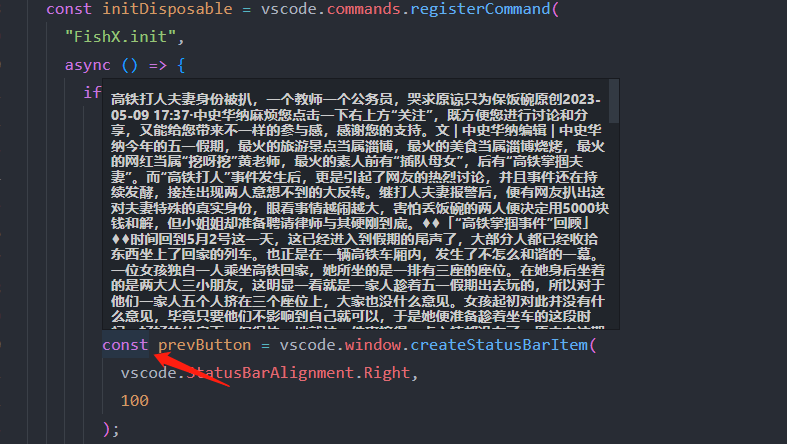 const initDisposable = vscode.commands.registerCommand(
"FishX.init",
async () => {
if
高铁打人夫妻身份被扒，一个教师一个公务员，哭求原谅只为保饭碗原创2023-
05-09 17:37·中史华纳麻烦您点击一下右上方“关注”，既方便您进行讨论和分
享，又能给您带来不一样的参与感，感谢您的支持。文 | 中史华纳编辑 | 中史华
纳今年的五一假期，最火的旅游景点当属淄博，最火的美食当属淄博烧烤，最火
的网红当属“挖呀挖”黄老师，最火的素人前有“插队母女”，后有“高铁掌掴夫
妻”。而“高铁打人”事件发生后，更是引起了网友的热烈讨论，并且事件还在持
续发酵，接连出现两人意想不到的大反转。继打人夫妻报警后，便有网友扒出这
对夫妻特殊的真实身份，眼看事情越闹越大，害怕丢饭碗的两人便决定用5000块
钱和解，但小姐姐却准备聘请律师与其硬刚到底。♦♦「“高铁掌掴事件”回顾」
♦♦时间回到5月2号这一天，这已经进入到假期的尾声了，大部分人都已经收拾
东西坐上了回家的列车。也正是在一辆高铁车厢内，发生了不怎么和谐的一幕。
一位女孩独自一人乘坐高铁回家，她所坐的是一排有三座的座位。在她身后坐着
的是两大人三小朋友，这明显一看就是一家人趁着五一假期出去玩的，所以对于
他们一家人五个人挤在三个座位上，大家也没什么意见。女孩起初对此并没有什
么意见，毕竟只要他们不影响到自己就可以，于是她便准备趁着坐车的这段时
const prevButton = vscode.window.createStatusBarItem(
vscode.StatusBarAlignment.Right,
100
);